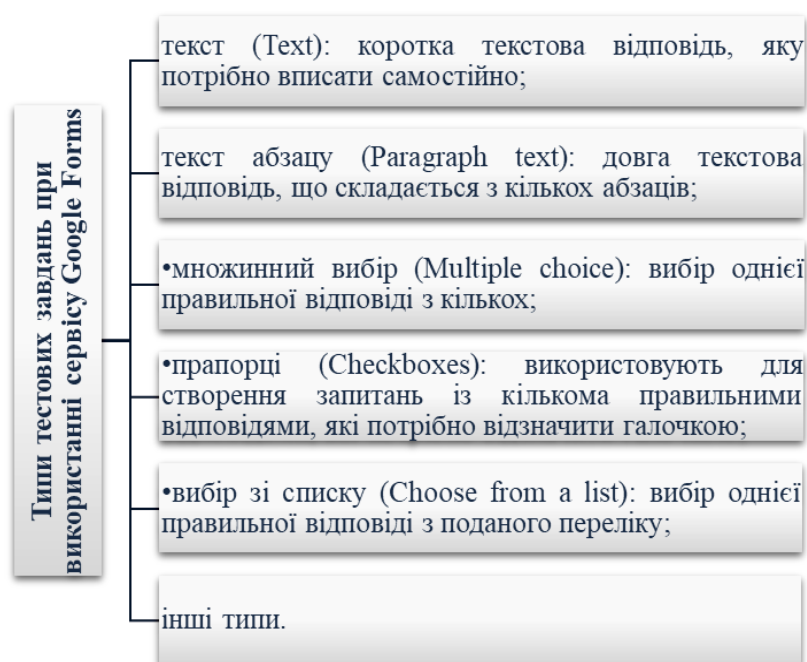 Типи тестових завдань при
використанні сервісу Google Forms
текст (Text): коротка текстова відповідь, яку
потрібно вписати самостійно;
текст абзацу (Paragraph text): довга текстова
відповідь, що складається з кількох абзаців;
•множинний вибір (Multiple choice): вибір однієї
правильної відповіді з кількох;
•прапорці (Checkboxes): використовують для
створення запитань із кількома правильними
відповідями, які потрібно відзначити галочкою;
•вибір зі списку (Choose from a list): вибір однієї
правильної відповіді з поданого переліку;
інші типи.